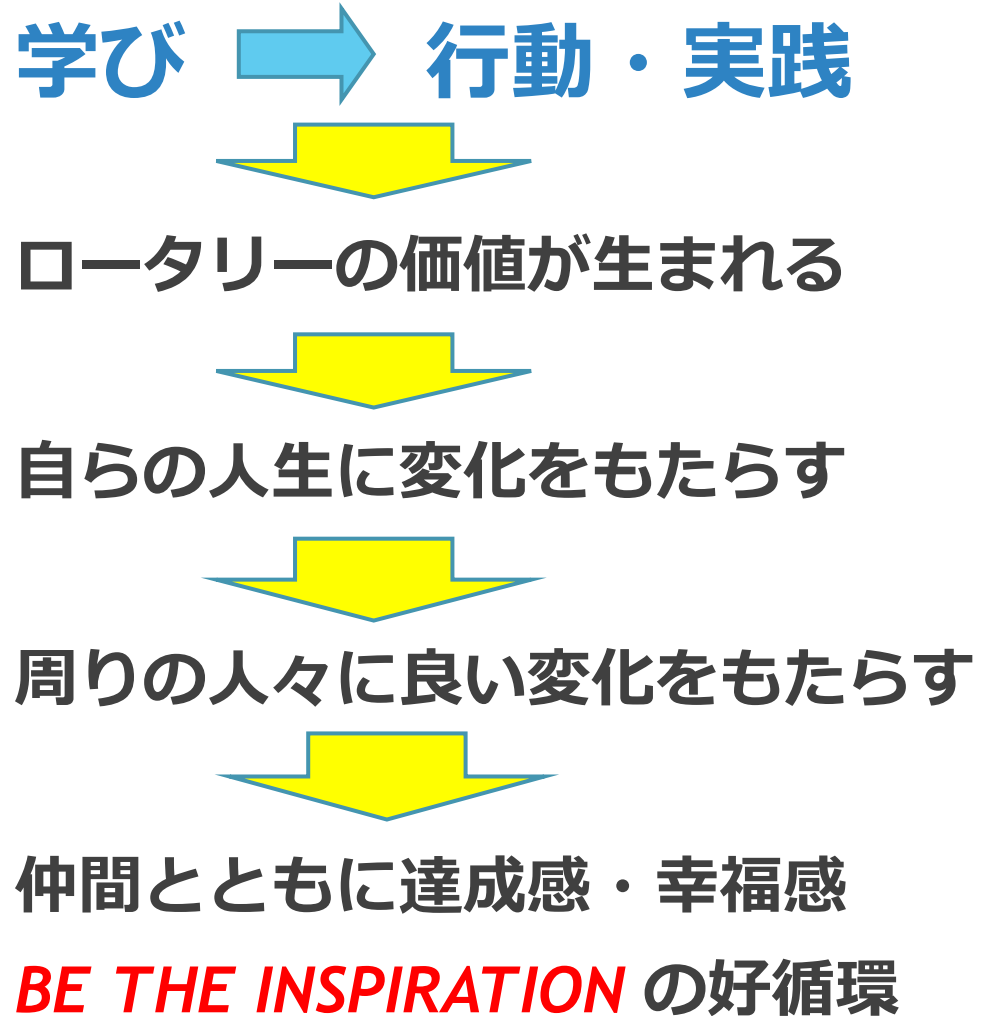 学び 行動・実践
ロータリーの価値が生まれる
自らの人生に変化をもたらす
周りの人々に良い変化をもたらす
仲間とともに達成感・幸福感
BE THE INSPIRATION の好循環